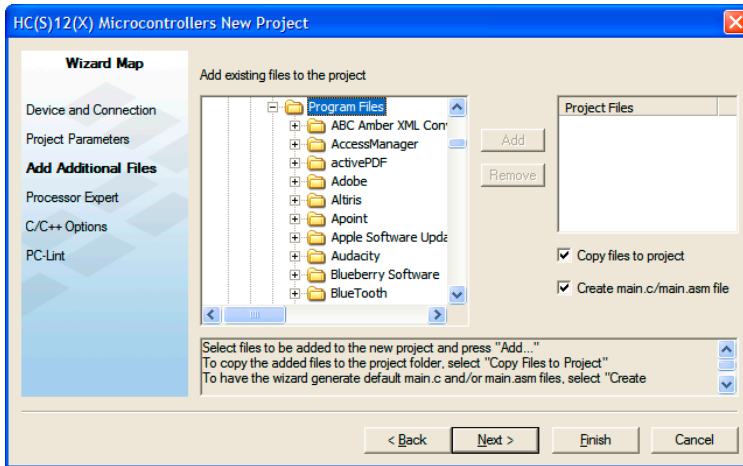 HC(S)12(X) Microcontrollers New Project
Wizard Map
Device and Connection
Project Parameters
Add Additional Files
Processor Expert
C/C++ Options
PC-Lint
Add existing files to the project
Program Files
ABC Amber XML Con
AccessManager
activePDF
Adobe
Altiris
Apoint
Apple Software Upda
Audacity
Blueberry Software
BlueTooth
Add
Remove
Project Files
Copy files to project
Create main.c/main.asm file
Select files to be added to the new project and press "Add..."
To copy the added files to the project folder, select "Copy Files to Project"
To have the wizard generate default main.c and/or main.asm files, select "Create
< Back
Next >
Finish
Cancel